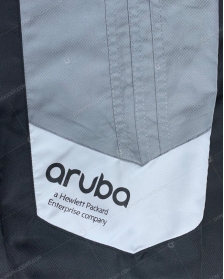 aruba
a Hewlett Packard
Enterprise company